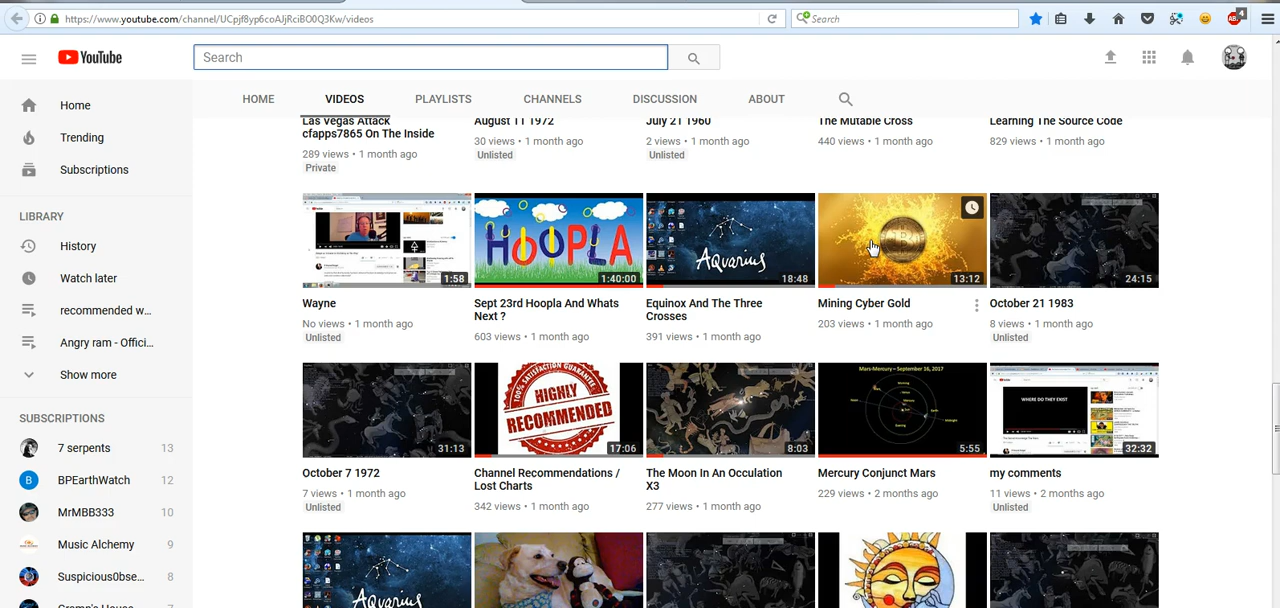 https://www.youtube.com/channel/UCpjf8yp6coAJjRciBO0Q3Kw/videos
Search
4
YouTube
Search
HOME
VIDEOS
PLAYLISTS
CHANNELS
DISCUSSION
ABOUT
Home
Trending
Subscriptions
LIBRARY
History
Watch later
recommended w...
Angry ram - Offici...
Show more
SUBSCRIPTIONS
7 serpents 13
B BPEarthWatch 12
MrMBB333 10
Music Alchemy 9
Suspicious0bse... 8
Las Vegas Attack
cfapps7865 On The Inside
289 views • 1 month ago
Private
August 11 1972
30 views • 1 month ago
Unlisted
July 21 1960
2 views • 1 month ago
Unlisted
The Mutable Cross
440 views • 1 month ago
Learning The Source Code
829 views • 1 month ago
1:58
Wayne
No views • 1 month ago
Unlisted
HOOPLA
1:40:00
Sept 23rd Hoopla And Whats
Next ?
603 views • 1 month ago
Aquarius
18:48
Equinox And The Three
Crosses
391 views • 1 month ago
13:12
Mining Cyber Gold
203 views • 1 month ago
24:15
October 21 1983
8 views • 1 month ago
Unlisted
31:13
October 7 1972
7 views • 1 month ago
Unlisted
SATISFACTION GUARANTEE
HIGHLY
RECOMMENDED
17:06
Channel Recommendations /
Lost Charts
342 views • 1 month ago
8:03
The Moon In An Occulation
X3
277 views • 1 month ago
Mars-Mercury – September 16, 2017
5:55
Mercury Conjunct Mars
229 views • 2 months ago
WHERE DO THEY EXIST
32:32
my comments
11 views • 2 months ago
Unlisted
Aquarius